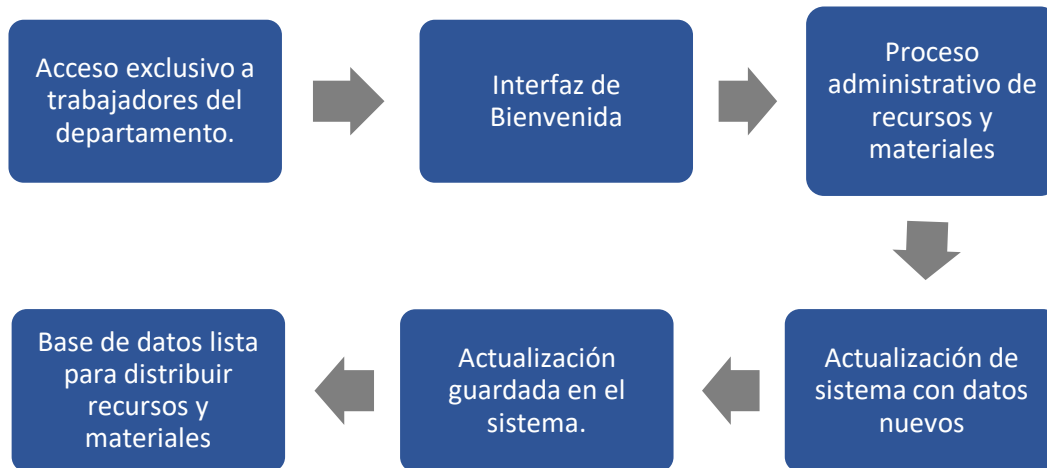 Acceso exclusivo a
trabajadores del
departamento.
Interfaz de
Bienvenida
Proceso
administrativo de
recursos y
materiales
Actualización de
sistema con datos
nuevos
Actualización
guardada en el
sistema.
Base de datos lista
para distribuir
recursos y
materiales